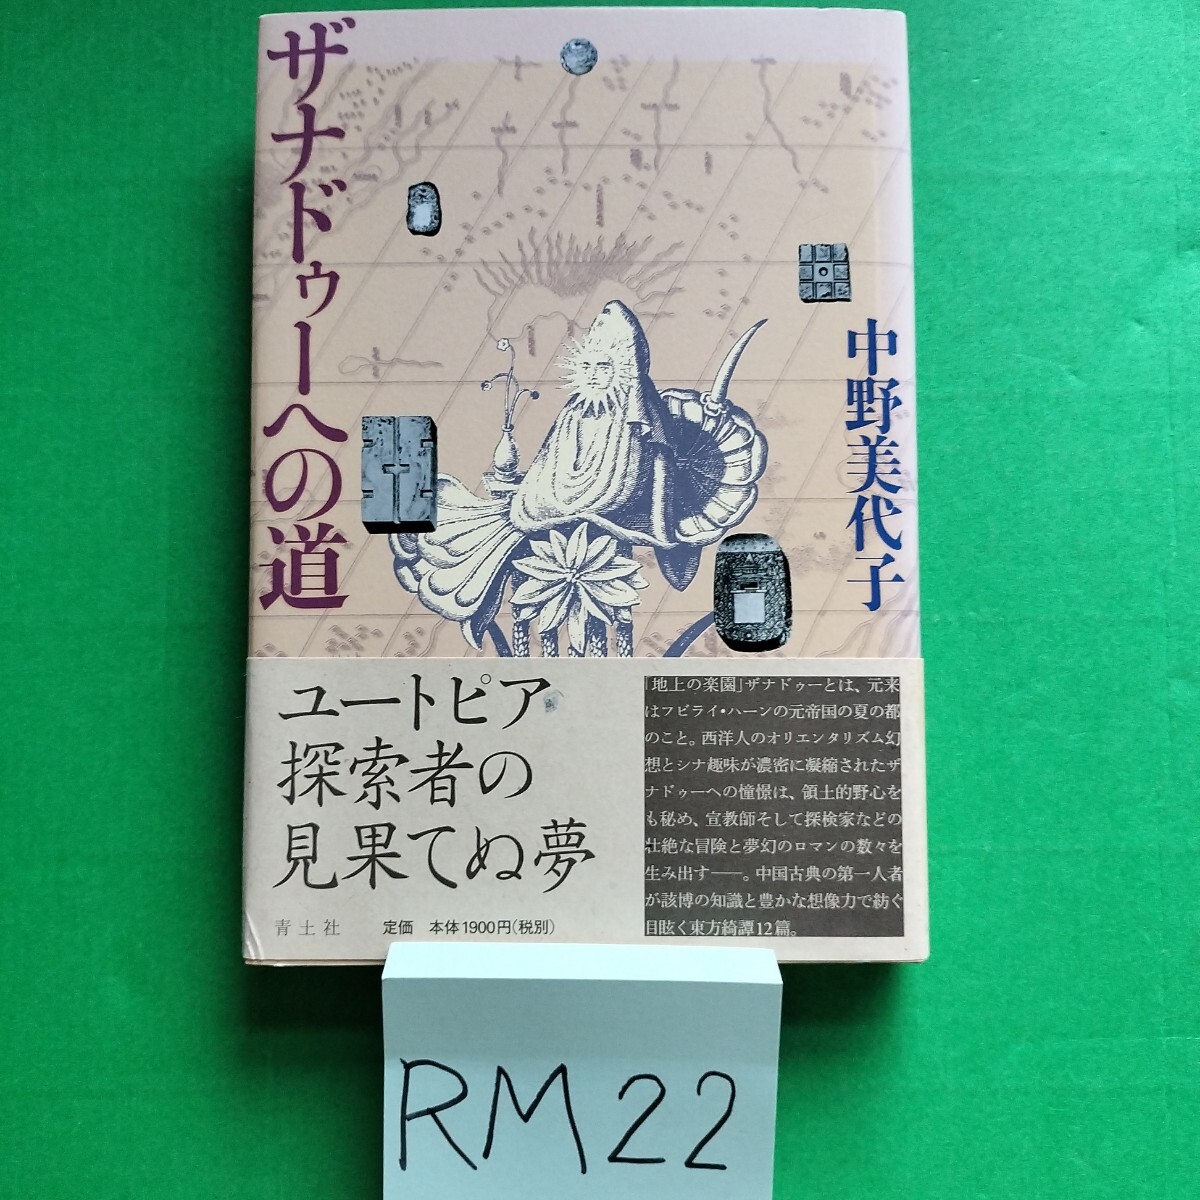 ザナドゥーへの道
中野美代子
ユートピア
探索者の
見果てぬ夢
「地上の楽園」ザナドゥーとは、元来
はフビライ・ハーンの元帝国の夏の都
のこと。西洋人のオリエンタリズム幻
想とシナ趣味が濃密に凝縮されたザ
ナドゥーへの憧憬は、領土的野心を
も秘め、宣教師そして探検家などの
壮絶な冒険と夢幻のロマンの数々を
生み出す——。中国古典の第一人者
が該博の知識と豊かな想像力で紡ぐ
目眩く東方綺譚12篇。
青土社 定価 本体1900円(税別)
RM22